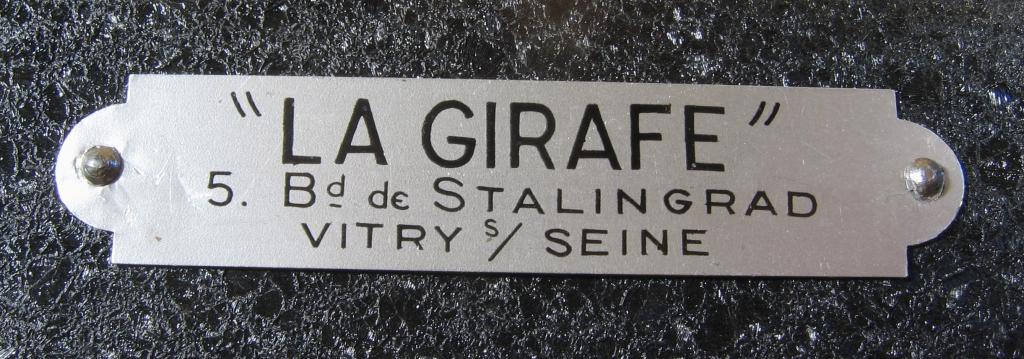 "LA GIRAFE"
5. Bd de STALINGRAD
VITRY s/ SEINE